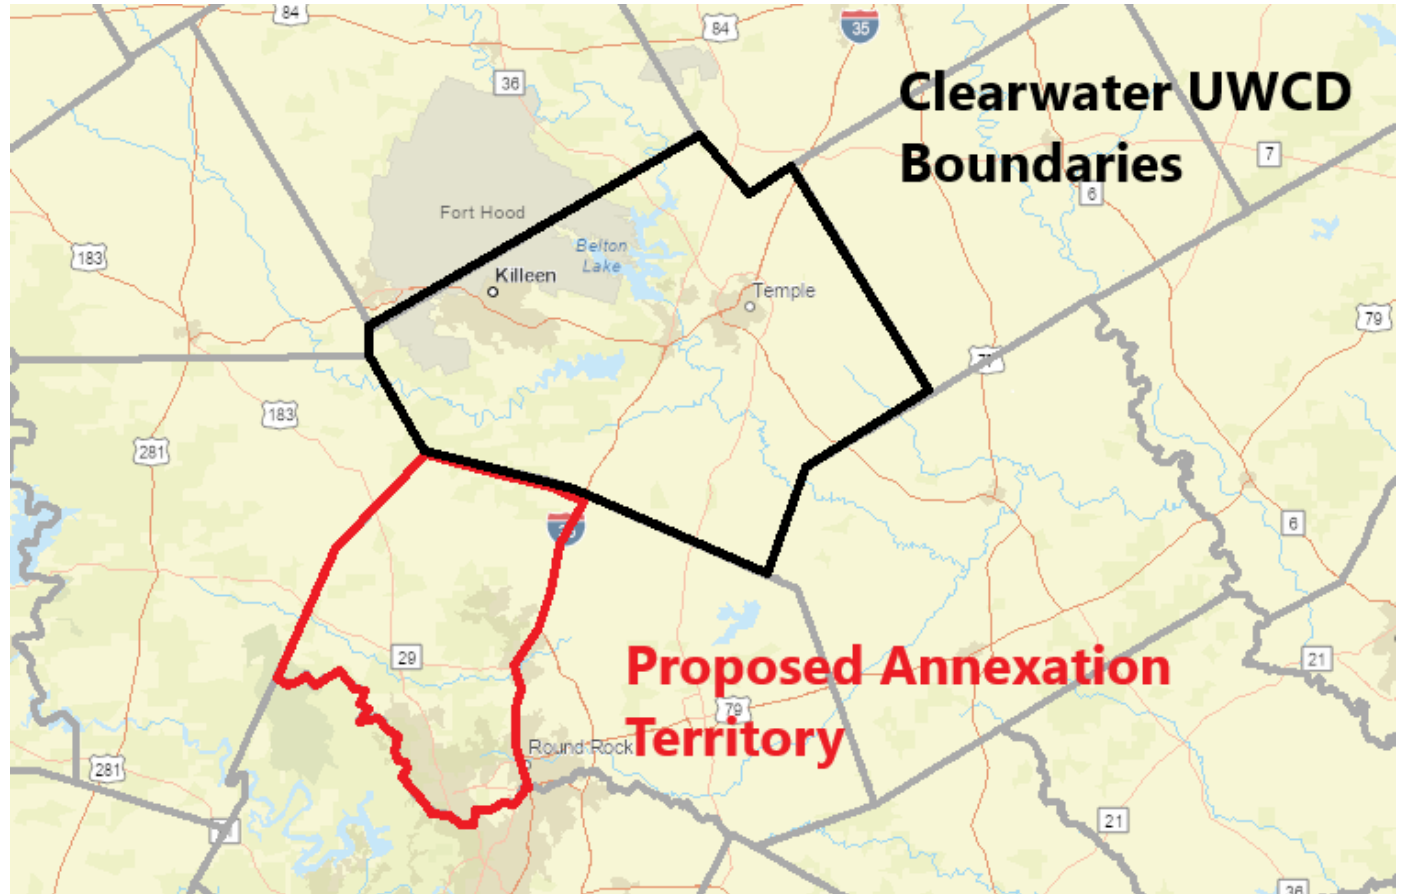 84
84
35
36
Clearwater UWCD
Boundaries
7
6
Fort Hood
183
Belton
Lake
Killeen
Temple
79
77
183
281
6
29
Proposed Annexation
Territory
21
79
Round Rock
281
21
36